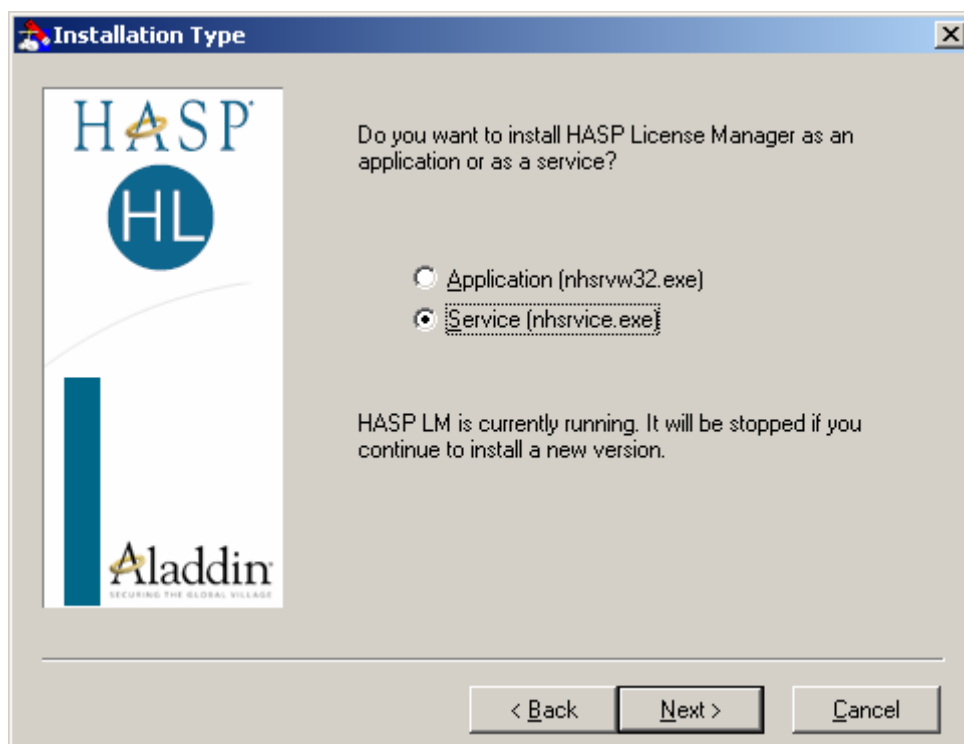 Installation Type
HASP
HL
Aladdin
SECURING THE GLOBAL VILLAGE
Do you want to install HASP License Manager as an
application or as a service?
Application (nhsrvw32.exe)
Service (nhsrvice.exe)
HASP LM is currently running. It will be stopped if you
continue to install a new version.
< Back
Next >
Cancel